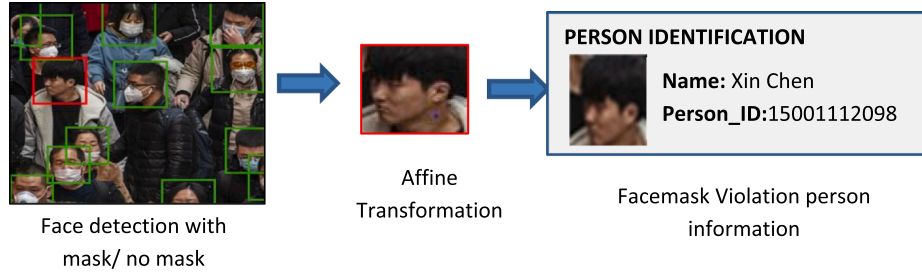 PERSON IDENTIFICATION
Name: Xin Chen
Person_ID:15001112098
Face detection with
mask/ no mask
Affine
Transformation
Facemask Violation person
information